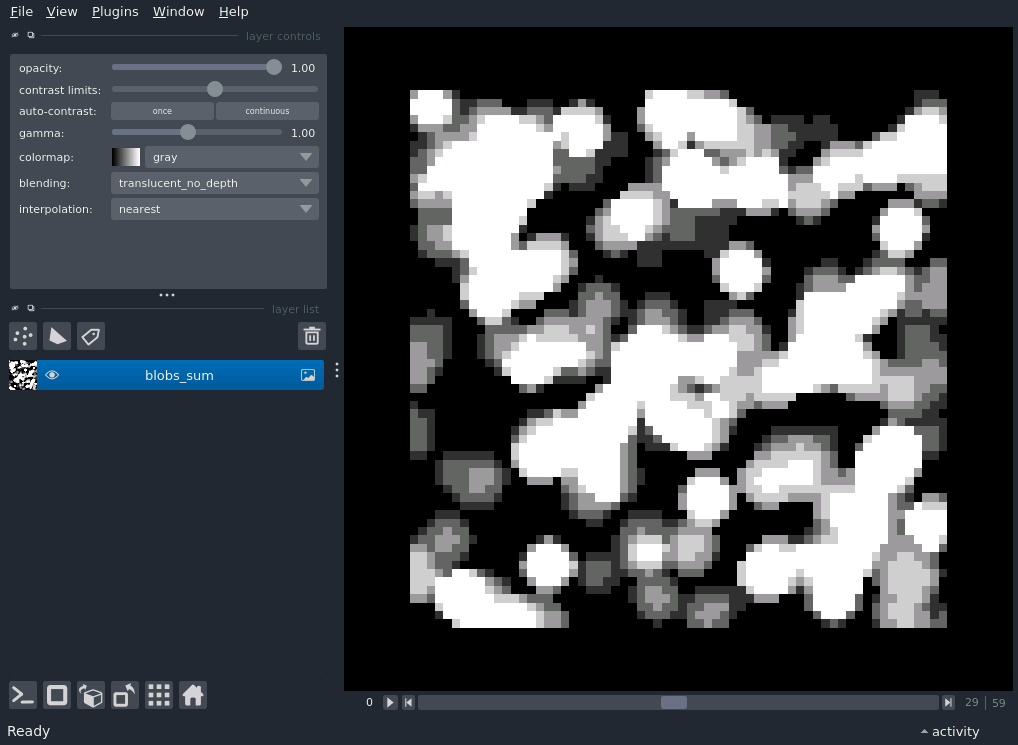 File View Plugins Window Help
layer controls
opacity: 1.00
contrast limits:
auto-contrast: once continuous
gamma: 1.00
colormap: gray
blending: translucent_no_depth
interpolation: nearest
layer list
blobs_sum
0 29 59
Ready activity